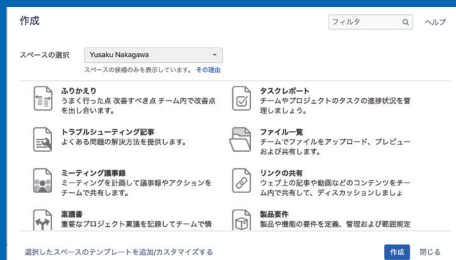 作成
フィルタ
ヘルプ
スペースの選択
Yusaku Nakagawa
スペースの候補のみを表示しています。 その理由
ふりかえり
うまく行った点 改善すべき点 チーム内で改善点
を出し合います。
タスクレポート
チームやプロジェクトのタスクの進捗状況を管
理しましょう。
トラブルシューティング記事
よくある問題の解決方法を提供します。
ファイル一覧
チームでファイルをアップロード、プレビュー
および共有します。
ミーティング議事録
ミーティングを計画して議事録やアクションを
チームで共有します。
リンクの共有
ウェブ上の記事や動画などのコンテンツをチー
ム内で共有して、ディスカッションしましょ
稟議書
重要なプロジェクト稟議を記録してチームで情
製品要件
製品や機能の要件を定義、管理および範囲規定
選択したスペースのテンプレートを追加/カスタマイズする
作成
閉じる